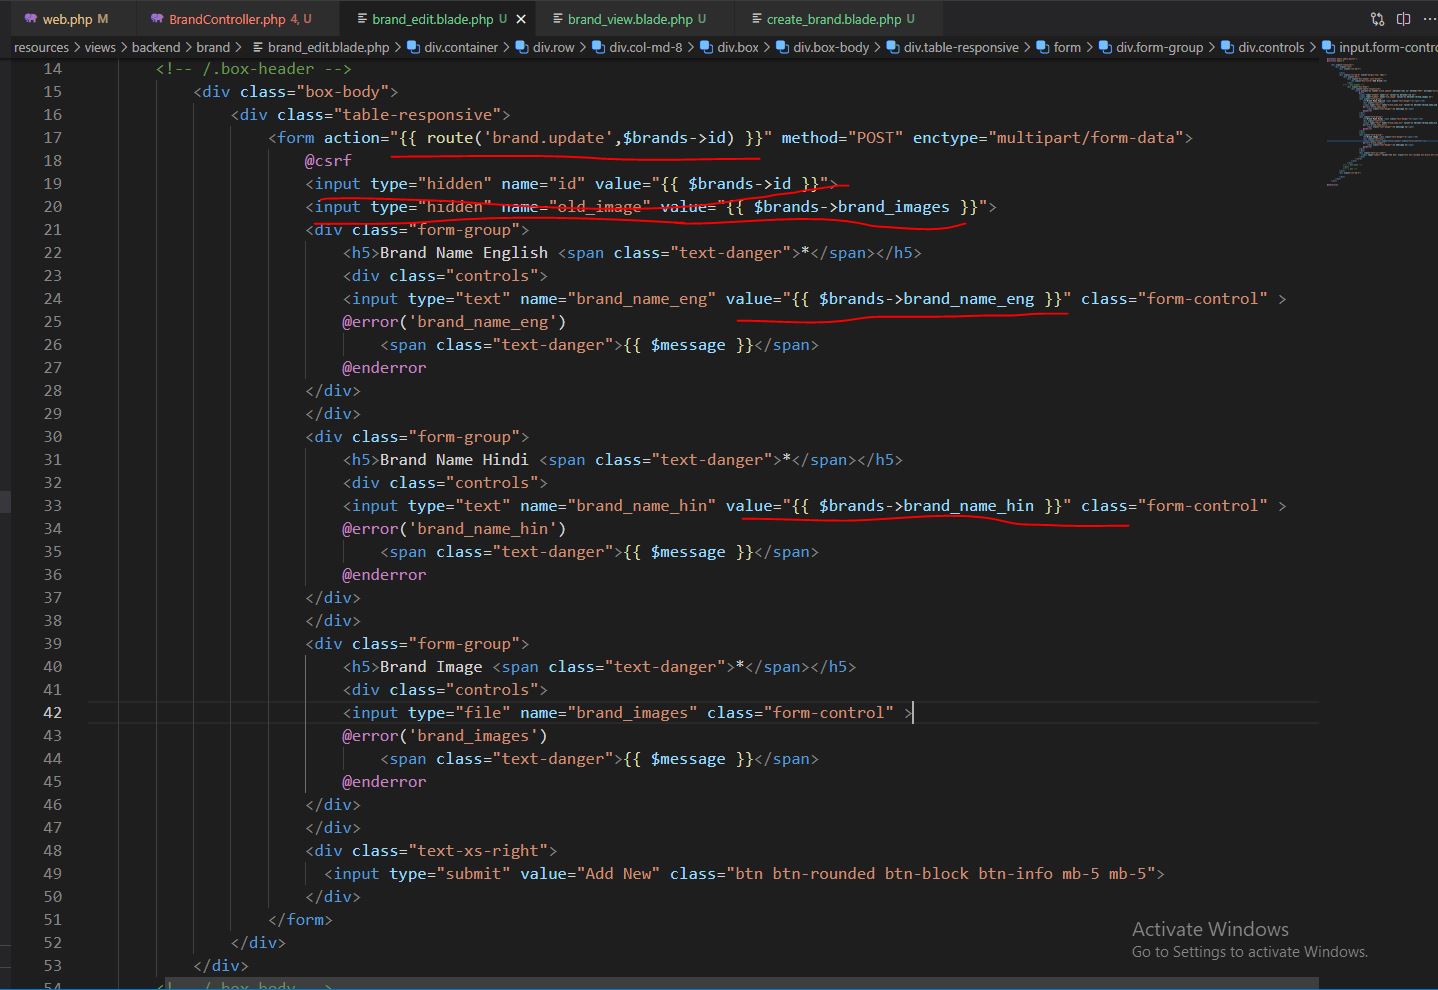 web.php M
BrandController.php 4, U
brand_edit.blade.php U ×
brand_view.blade.php U
create_brand.blade.php U
resources > views > backend > brand > brand_edit.blade.php > div.container > div.row > div.col-md-8 > div.box > div.box-body > div.table-responsive > form > div.form-group > div.controls > input.form-contro
14 <!-- /.box-header -->
15 <div class="box-body">
16 <div class="table-responsive">
17 <form action="{{ route('brand.update',$brands->id) }}" method="POST" enctype="multipart/form-data">
18 @csrf
19 <input type="hidden" name="id" value="{{ $brands->id }}">
20 <input type="hidden" name="old_image" value="{{ $brands->brand_images }}">
21 <div class="form-group">
22 <h5>Brand Name English <span class="text-danger">*</span></h5>
23 <div class="controls">
24 <input type="text" name="brand_name_eng" value="{{ $brands->brand_name_eng }}" class="form-control" >
25 @error('brand_name_eng')
26 <span class="text-danger">{{ $message }}</span>
27 @enderror
28 </div>
29 </div>
30 <div class="form-group">
31 <h5>Brand Name Hindi <span class="text-danger">*</span></h5>
32 <div class="controls">
33 <input type="text" name="brand_name_hin" value="{{ $brands->brand_name_hin }}" class="form-control" >
34 @error('brand_name_hin')
35 <span class="text-danger">{{ $message }}</span>
36 @enderror
37 </div>
38 </div>
39 <div class="form-group">
40 <h5>Brand Image <span class="text-danger">*</span></h5>
41 <div class="controls">
42 <input type="file" name="brand_images" class="form-control" >
43 @error('brand_images')
44 <span class="text-danger">{{ $message }}</span>
45 @enderror
46 </div>
47 </div>
48 <div class="text-xs-right">
49 <input type="submit" value="Add New" class="btn btn-rounded btn-block btn-info mb-5 mb-5">
50 </div>
51 </form>
52 </div>
53 </div>
54 <!-- /.box-body -->
Activate Windows
Go to Settings to activate Windows.